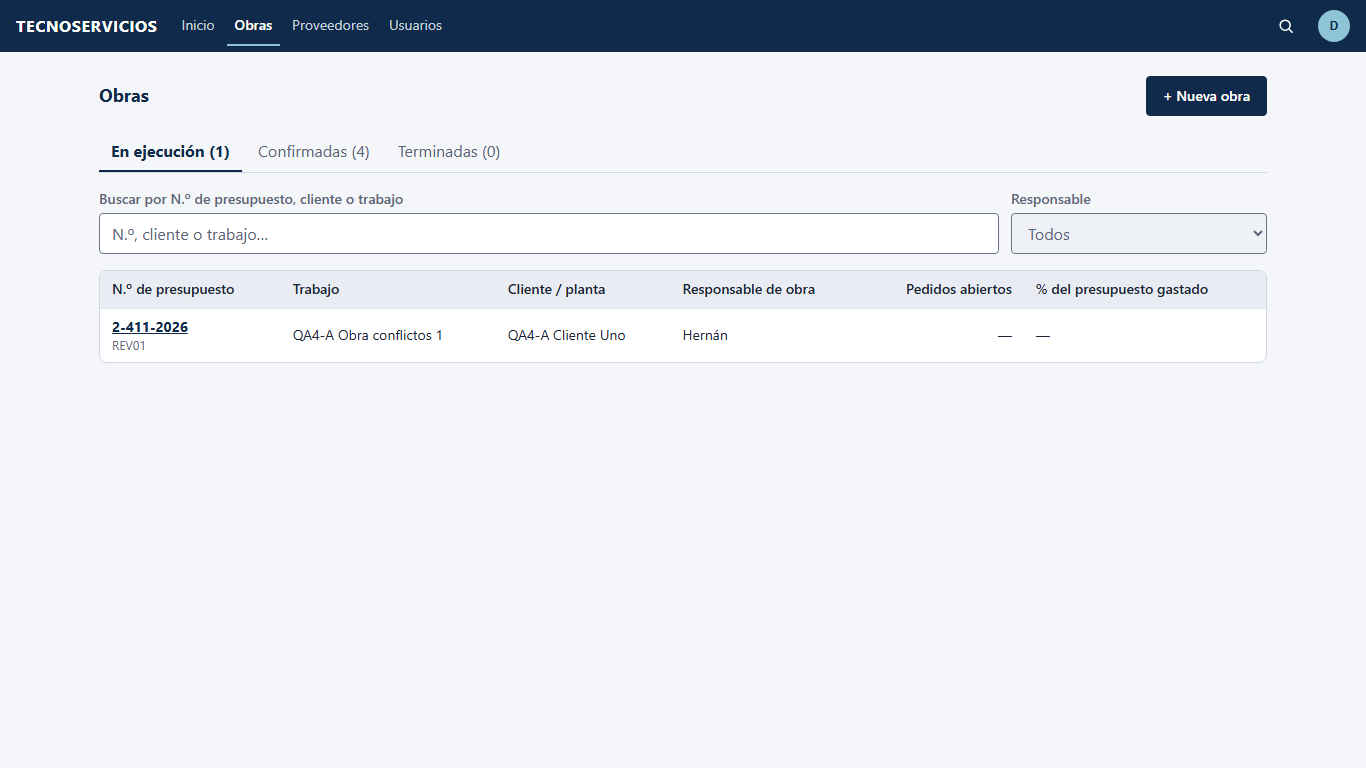 TECNOSERVICIOS Inicio Obras Proveedores Usuarios D
Obras + Nueva obra
En ejecución (1) Confirmadas (4) Terminadas (0)
Buscar por N.º de presupuesto, cliente o trabajo Responsable
N.º, cliente o trabajo... Todos
N.º de presupuesto Trabajo Cliente / planta Responsable de obra Pedidos abiertos % del presupuesto gastado
2-411-2026 QA4-A Obra conflictos 1 QA4-A Cliente Uno Hernán — —
REV01